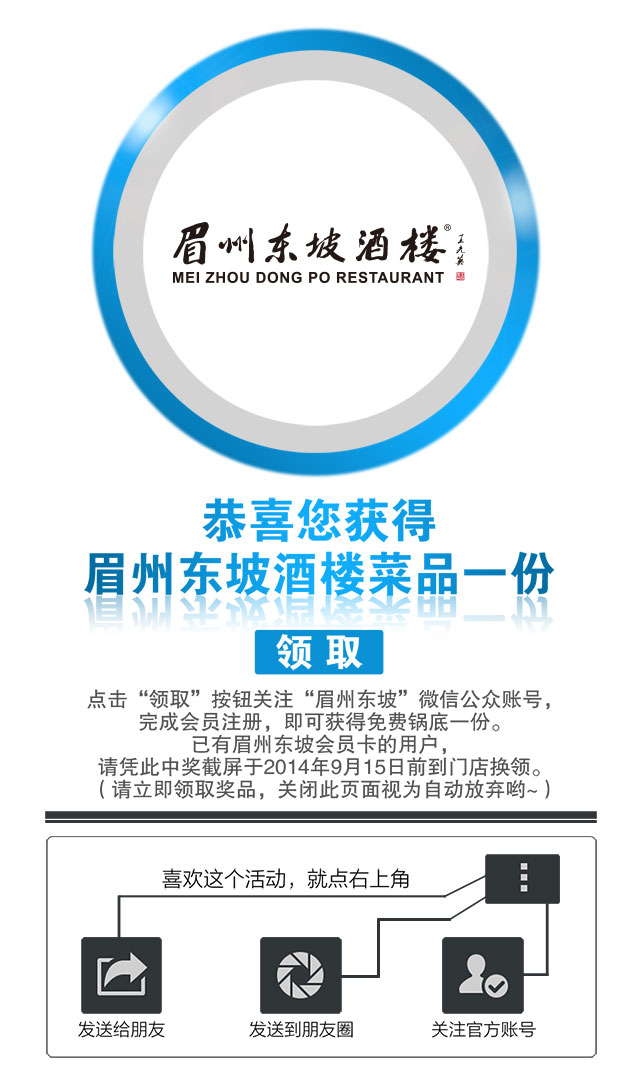 眉州东坡酒楼®
MEI ZHOU DONG PO RESTAURANT
恭喜您获得
眉州东坡酒楼菜品一份
领取
点击“领取”按钮关注“眉州东坡”微信公众账号，
完成会员注册，即可获得免费锅底一份。
已有眉州东坡会员卡的用户，
请凭此中奖截屏于2014年9月15日前到门店换领。
（请立即领取奖品，关闭此页面视为自动放弃哟~）
喜欢这个活动，就点右上角
发送给朋友
发送到朋友圈
关注官方账号